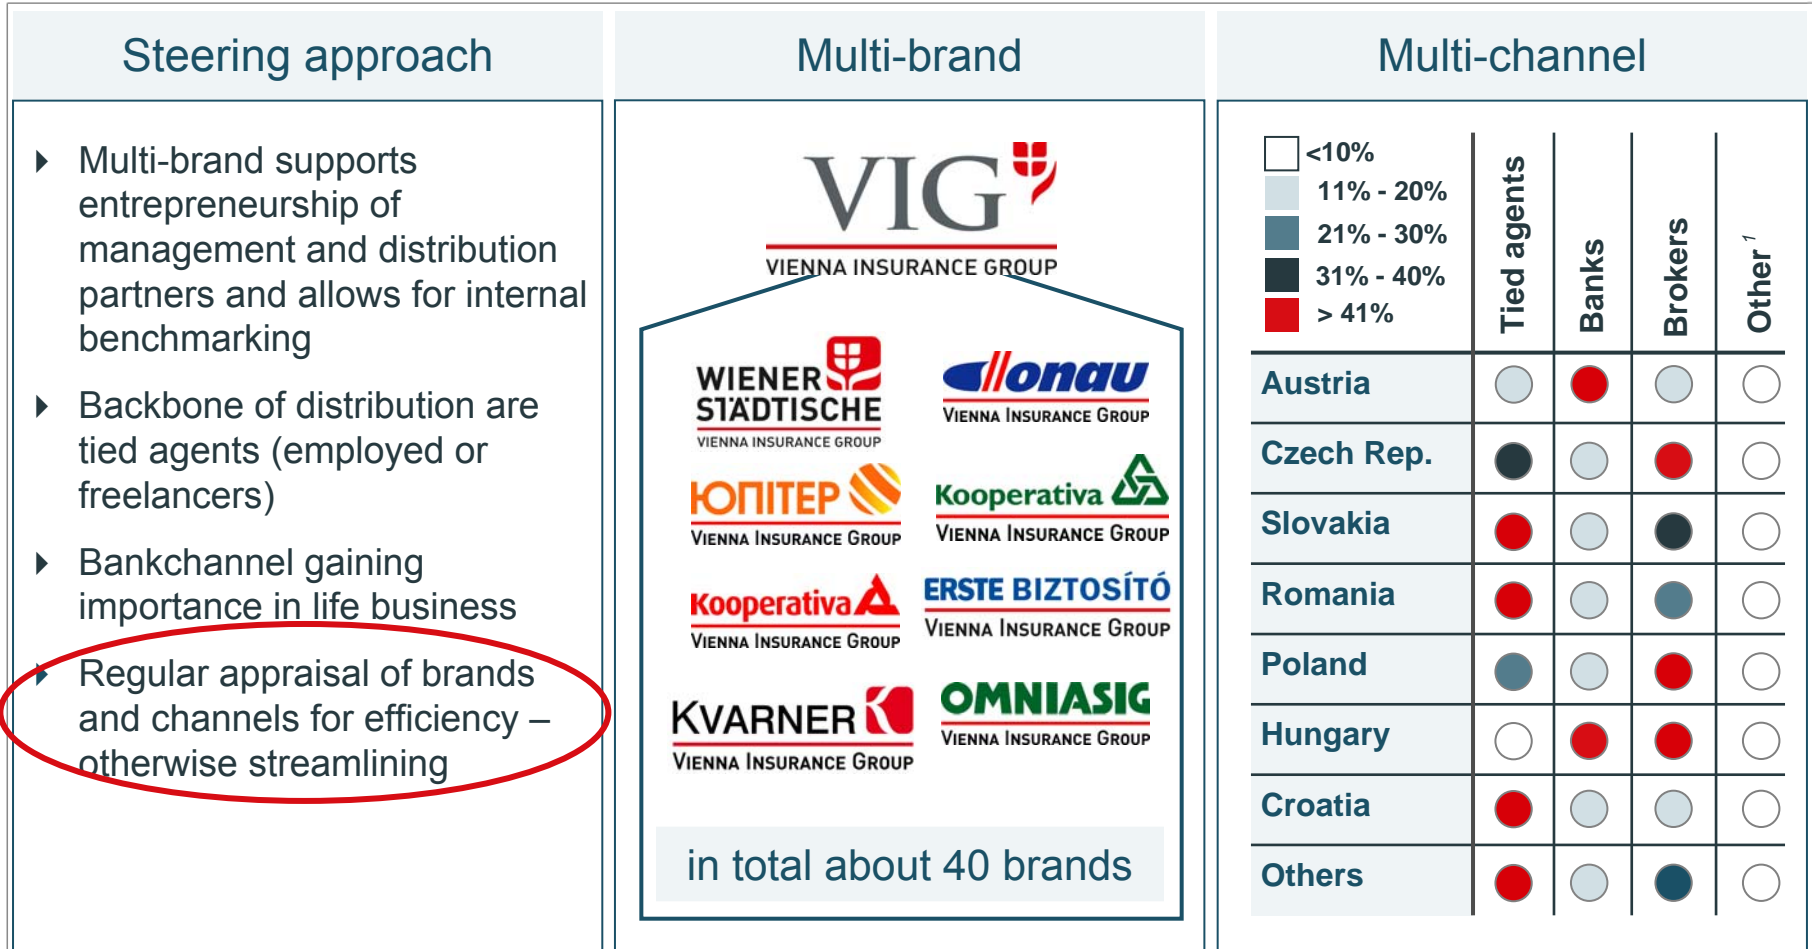 Steering approach
Multi-brand supports
entrepreneurship of
management and distribution
partners and allows for internal
benchmarking
Backbone of distribution are
tied agents (employed or
freelancers)
Bankchannel gaining
importance in life business
Regular appraisal of brands
and channels for efficiency –
otherwise streamlining
Multi-brand
VIG
VIENNA INSURANCE GROUP
WIENER
STÄDTISCHE
VIENNA INSURANCE GROUP
Donau
VIENNA INSURANCE GROUP
ЮПІТЕР
VIENNA INSURANCE GROUP
Kooperativa
VIENNA INSURANCE GROUP
Kooperativa
VIENNA INSURANCE GROUP
ERSTE BIZTOSÍTÓ
VIENNA INSURANCE GROUP
KVARNER
VIENNA INSURANCE GROUP
OMNIASIG
VIENNA INSURANCE GROUP
in total about 40 brands
Multi-channel
<10%
11% - 20%
21% - 30%
31% - 40%
> 41%
Tied agents
Banks
Brokers
Other 1
Austria
Czech Rep.
Slovakia
Romania
Poland
Hungary
Croatia
Others